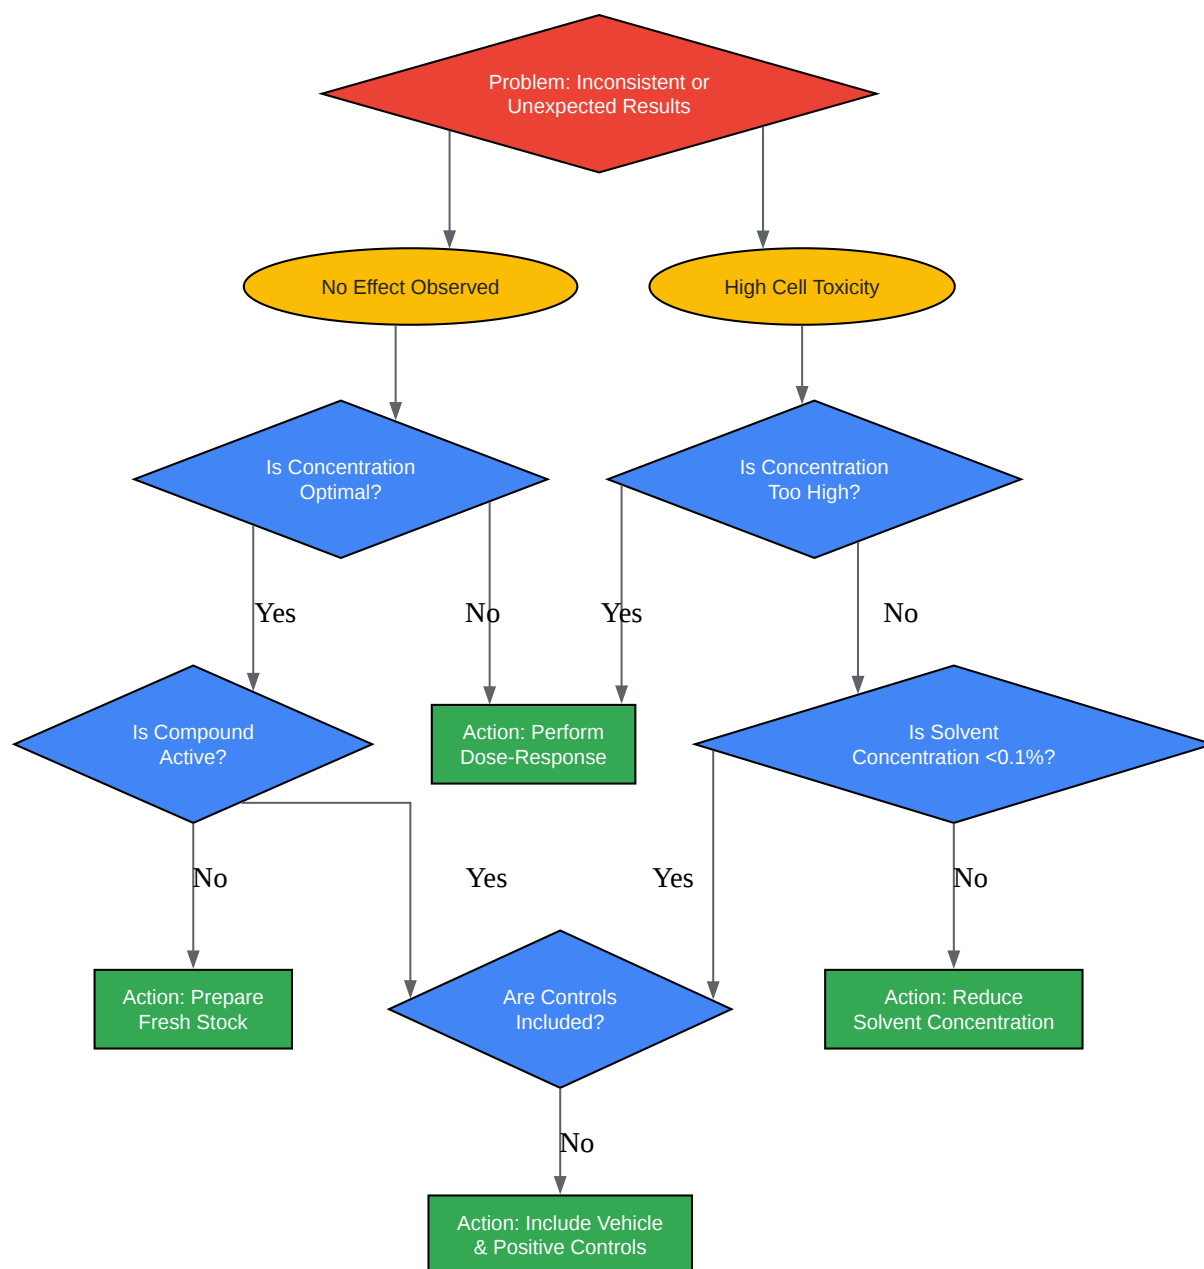 Problem: Inconsistent or
Unexpected Results
No Effect Observed
High Cell Toxicity
Is Concentration
Optimal?
Is Concentration
Too High?
Yes
No
Yes
No
Is Compound
Active?
Action: Perform
Dose-Response
Is Solvent
Concentration <0.1%?
No
Yes
Yes
No
Action: Prepare
Fresh Stock
Are Controls
Included?
Action: Reduce
Solvent Concentration
No
Action: Include Vehicle
& Positive Controls